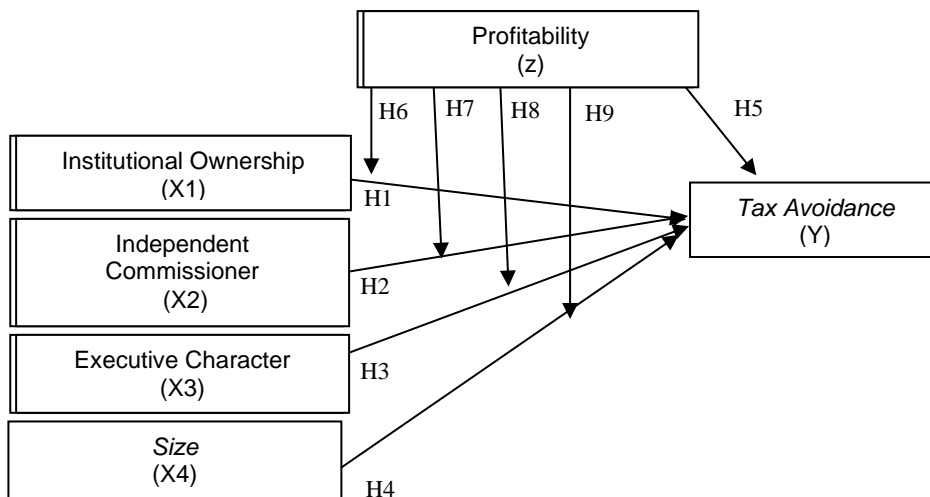 Profitability
(z)
H6
H7
H8
H9
H5
Institutional Ownership
(X1)
H1
Tax Avoidance
(Y)
Independent
Commissioner
(X2)
H2
Executive Character
(X3)
H3
Size
(X4)
H4